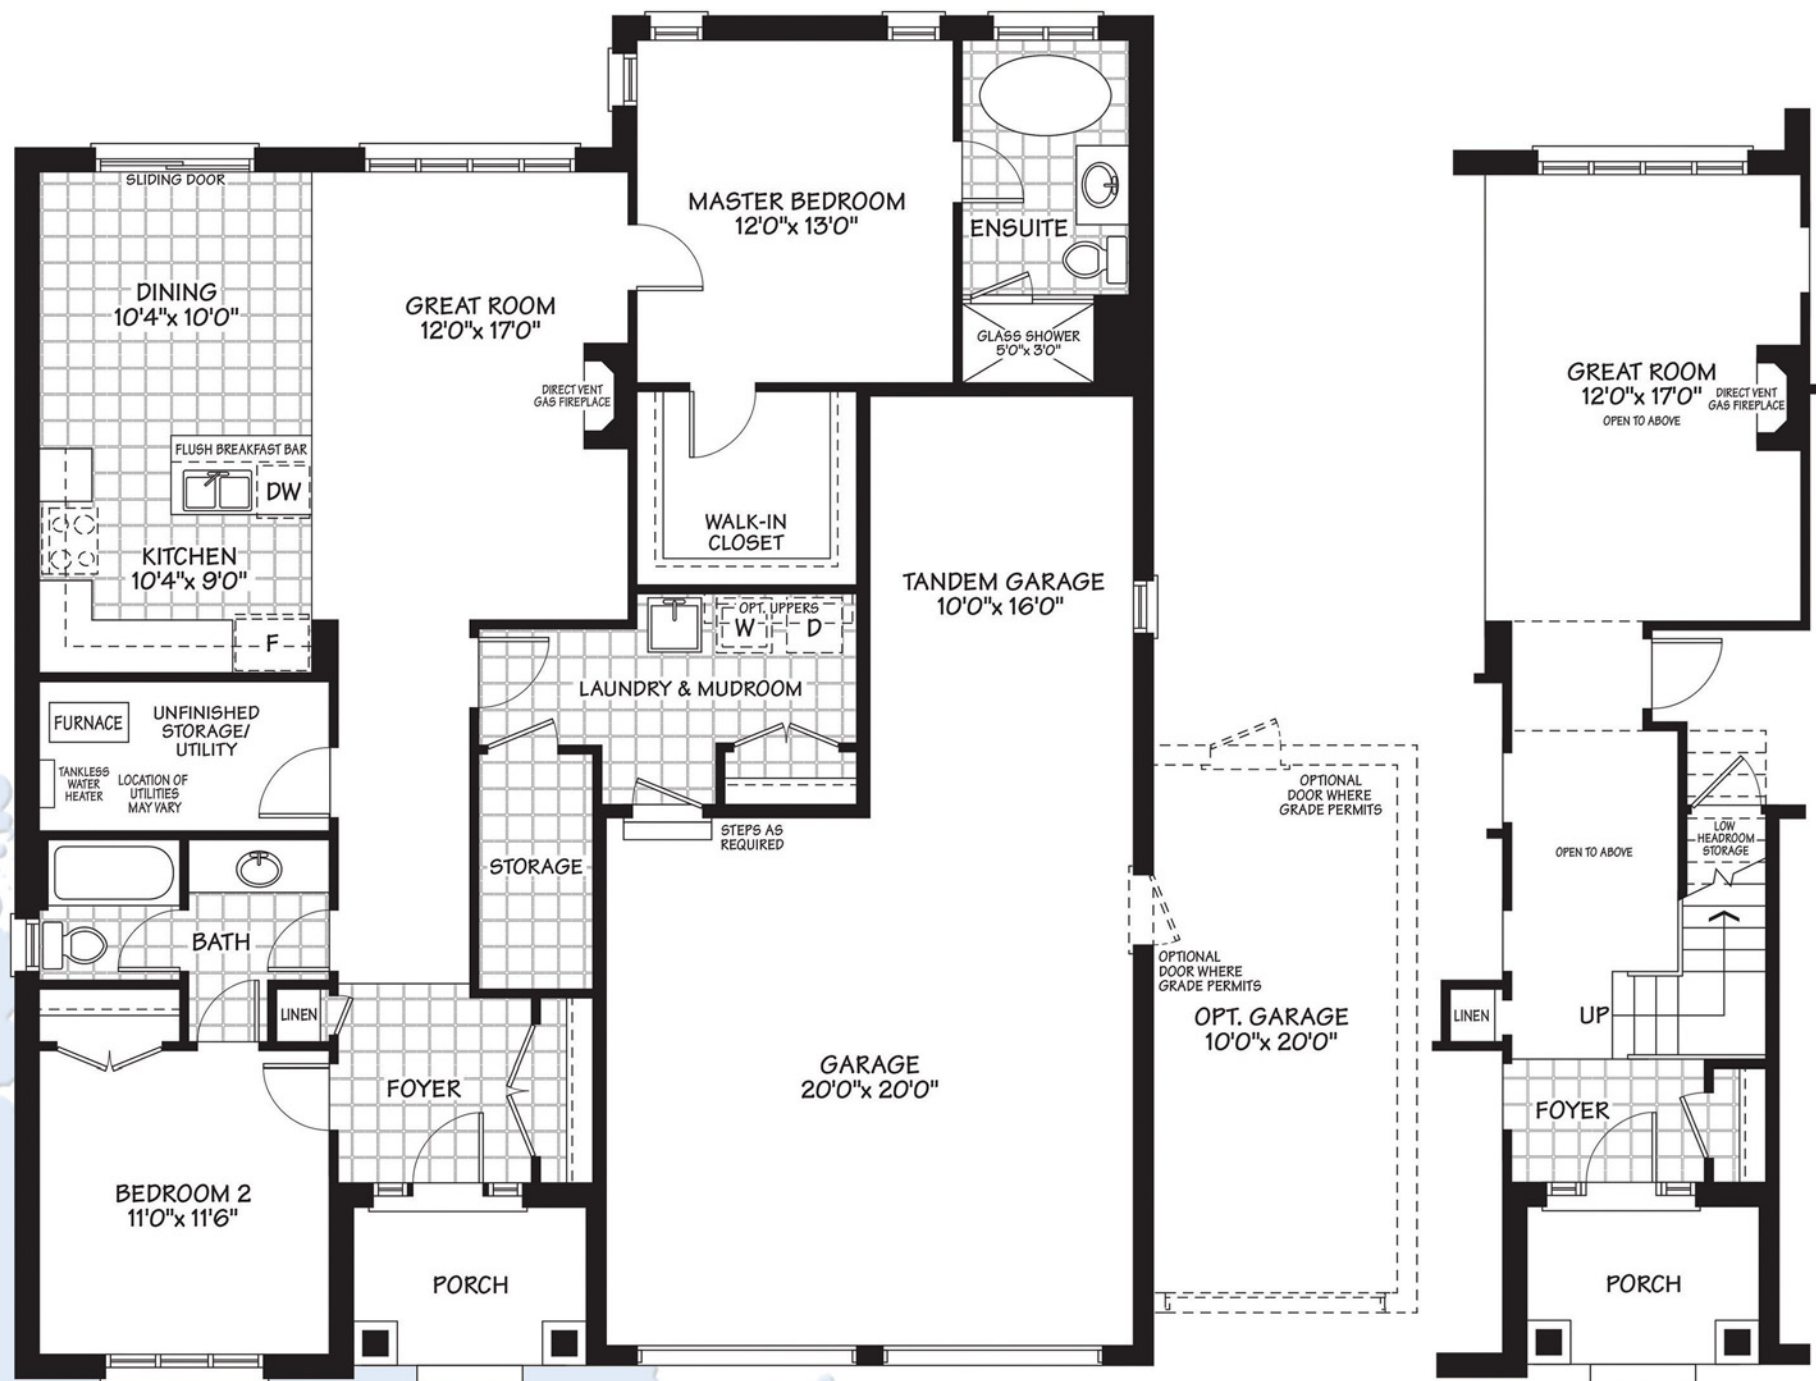 SLIDING DOOR
DINING
10'4"x 10'0"
GREAT ROOM
12'0"x 17'0"
DIRECT VENT
GAS FIREPLACE
MASTER BEDROOM
12'0"x 13'0"
ENSUITE
GLASS SHOWER
5'0"x 3'0"
FLUSH BREAKFAST BAR
DW
KITCHEN
10'4"x 9'0"
F
WALK-IN
CLOSET
TANDEM GARAGE
10'0"x 16'0"
OPT. UPPERS
W
D
LAUNDRY & MUDROOM
FURNACE
UNFINISHED
STORAGE/
UTILITY
TANKLESS
WATER
HEATER
LOCATION OF
UTILITIES
MAY VARY
STEPS AS
REQUIRED
STORAGE
BATH
LINEN
FOYER
BEDROOM 2
11'0"x 11'6"
PORCH
GARAGE
20'0"x 20'0"
OPTIONAL
DOOR WHERE
GRADE PERMITS
OPTIONAL
DOOR WHERE
GRADE PERMITS
OPT. GARAGE
10'0"x 20'0"
GREAT ROOM
12'0"x 17'0"
OPEN TO ABOVE
DIRECT VENT
GAS FIREPLACE
OPEN TO ABOVE
LOW
HEADROOM
STORAGE
UP
LINEN
FOYER
PORCH